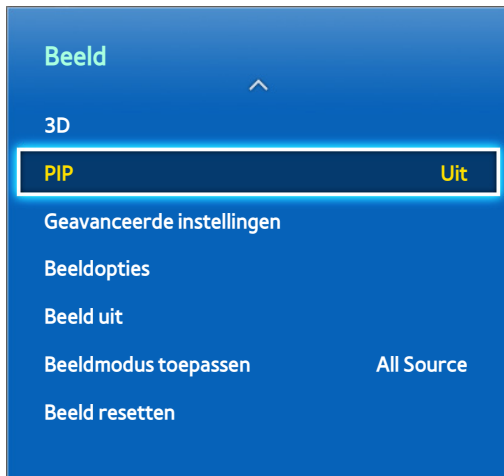 Beeld
3D
PIP Uit
Geavanceerde instellingen
Beeldopties
Beeld uit
Beeldmodus toepassen All Source
Beeld resetten